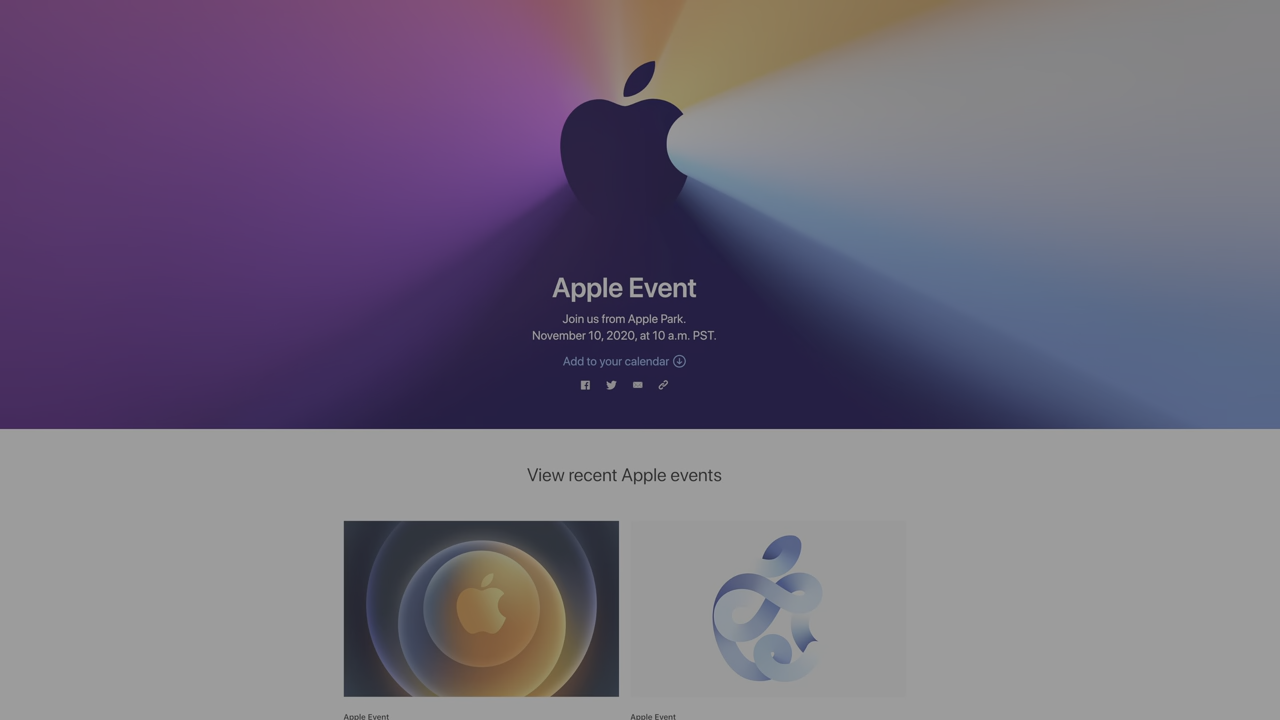 Apple Event
Join us from Apple Park.
November 10, 2020, at 10 a.m. PST.
Add to your calendar
View recent Apple events
Apple Event
Apple Event